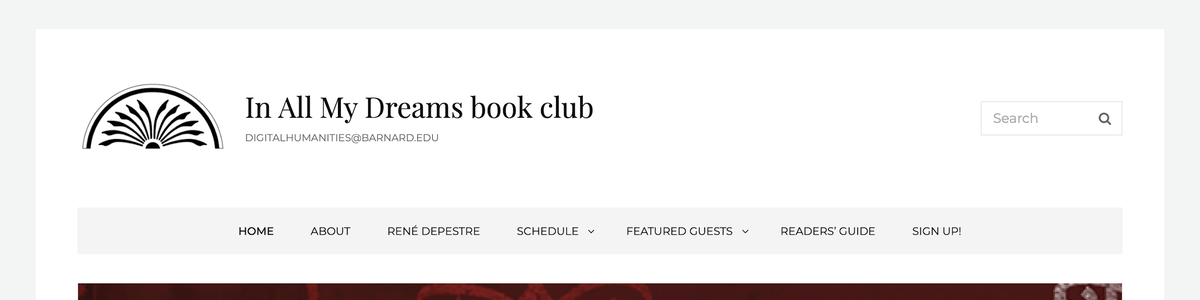 In All My Dreams book club
DIGITALHUMANITIES@BARNARD.EDU
Search
HOME ABOUT RENÉ DEPESTRE SCHEDULE FEATURED GUESTS READERS’ GUIDE SIGN UP!